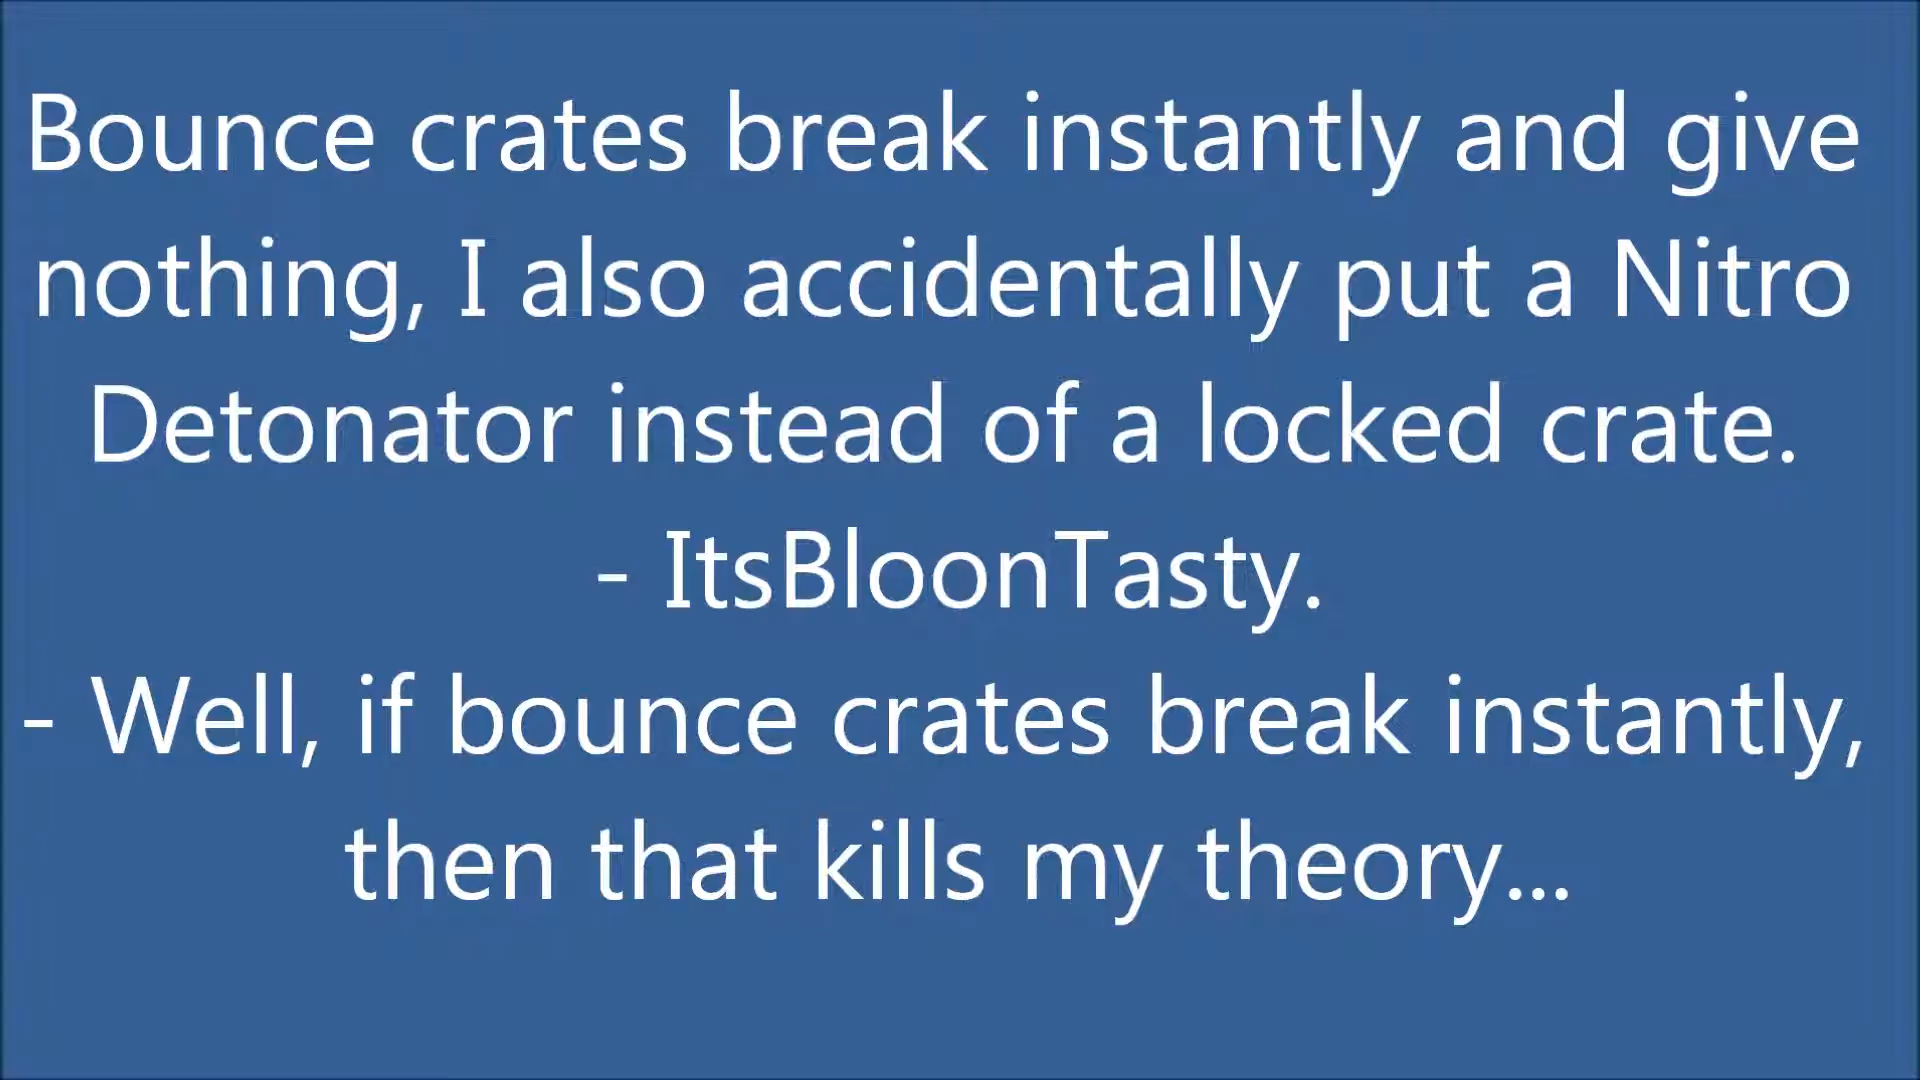 Bounce crates break instantly and give
nothing, I also accidentally put a Nitro
Detonator instead of a locked crate.
- ItsBloonTasty.
- Well, if bounce crates break instantly,
then that kills my theory...